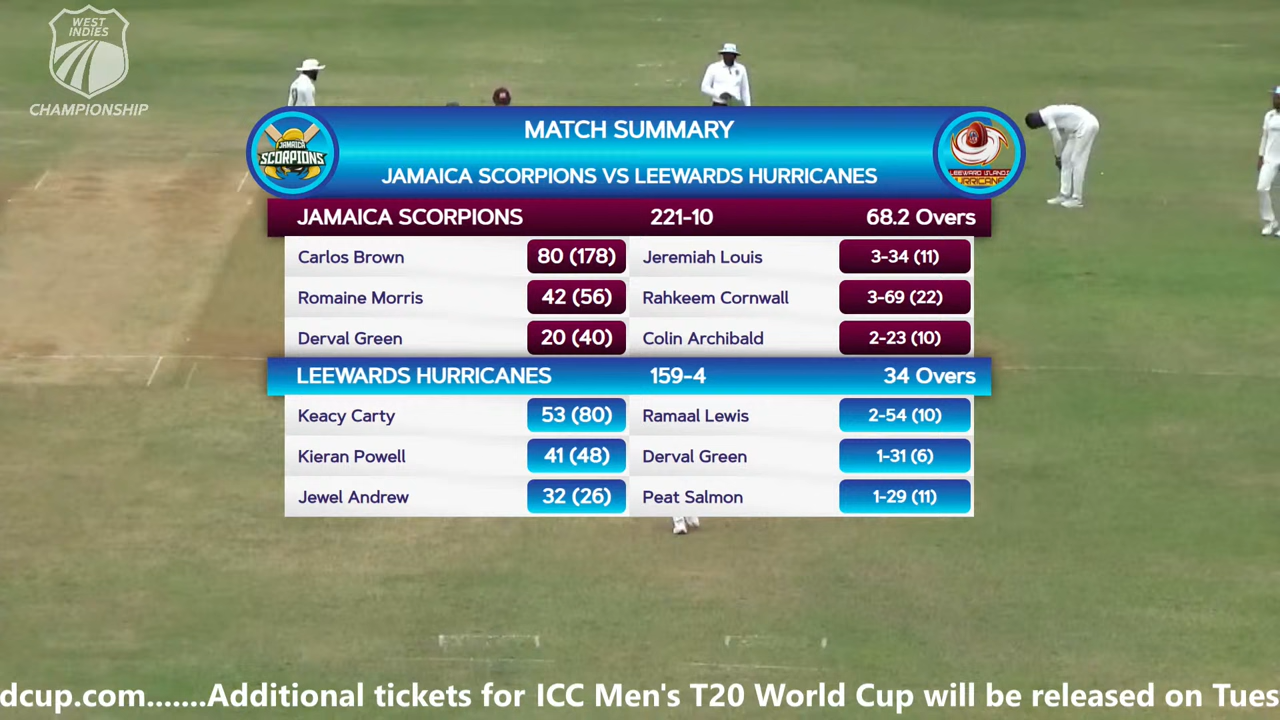 WEST
INDIES
CHAMPIONSHIP
MATCH SUMMARY
JAMAICA
SCORPIONS
JAMAICA SCORPIONS VS LEEWARDS HURRICANES
LEEWARD ISLANDS
HURRICANES
JAMAICA SCORPIONS 221-10 68.2 Overs
Carlos Brown 80 (178) Jeremiah Louis 3-34 (11)
Romaine Morris 42 (56) Rahkeem Cornwall 3-69 (22)
Derval Green 20 (40) Colin Archibald 2-23 (10)
LEEWARDS HURRICANES 159-4 34 Overs
Keacy Carty 53 (80) Ramaal Lewis 2-54 (10)
Kieran Powell 41 (48) Derval Green 1-31 (6)
Jewel Andrew 32 (26) Peat Salmon 1-29 (11)
dcup.com.......Additional tickets for ICC Men's T20 World Cup will be released on Tues